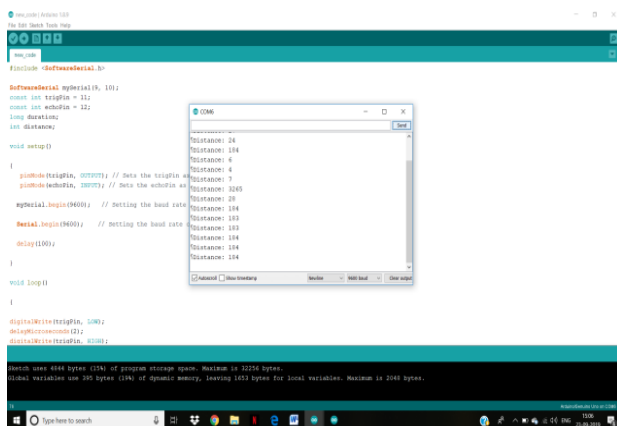 new_code | Arduino 1.8.9
File Edit Sketch Tools Help
new_code
#include <SoftwareSerial.h>
SoftwareSerial mySerial(9, 10);
const int trigPin = 11;
const int echoPin = 12;
long duration;
int distance;
void setup()
{
pinMode(trigPin, OUTPUT); // Sets the trigPin as
pinMode(echoPin, INPUT); // Sets the echoPin as
mySerial.begin(9600); // Setting the baud rate
Serial.begin(9600); // Setting the baud rate
delay(100);
}
void loop()
{
digitalWrite(trigPin, LOW);
delayMicroseconds(2);
digitalWrite(trigPin, HIGH);
COM6
Send
Distance: 24
Distance: 184
Distance: 6
Distance: 4
Distance: 7
Distance: 3265
Distance: 20
Distance: 184
Distance: 183
Distance: 183
Distance: 184
Distance: 184
Distance: 184
Autoscroll Show timestamp Newline 9600 baud Clear output
Sketch uses 4844 bytes (15%) of program storage space. Maximum is 32256 bytes.
Global variables use 395 bytes (19%) of dynamic memory, leaving 1653 bytes for local variables. Maximum is 2048 bytes.
Type here to search
ENG
15:06